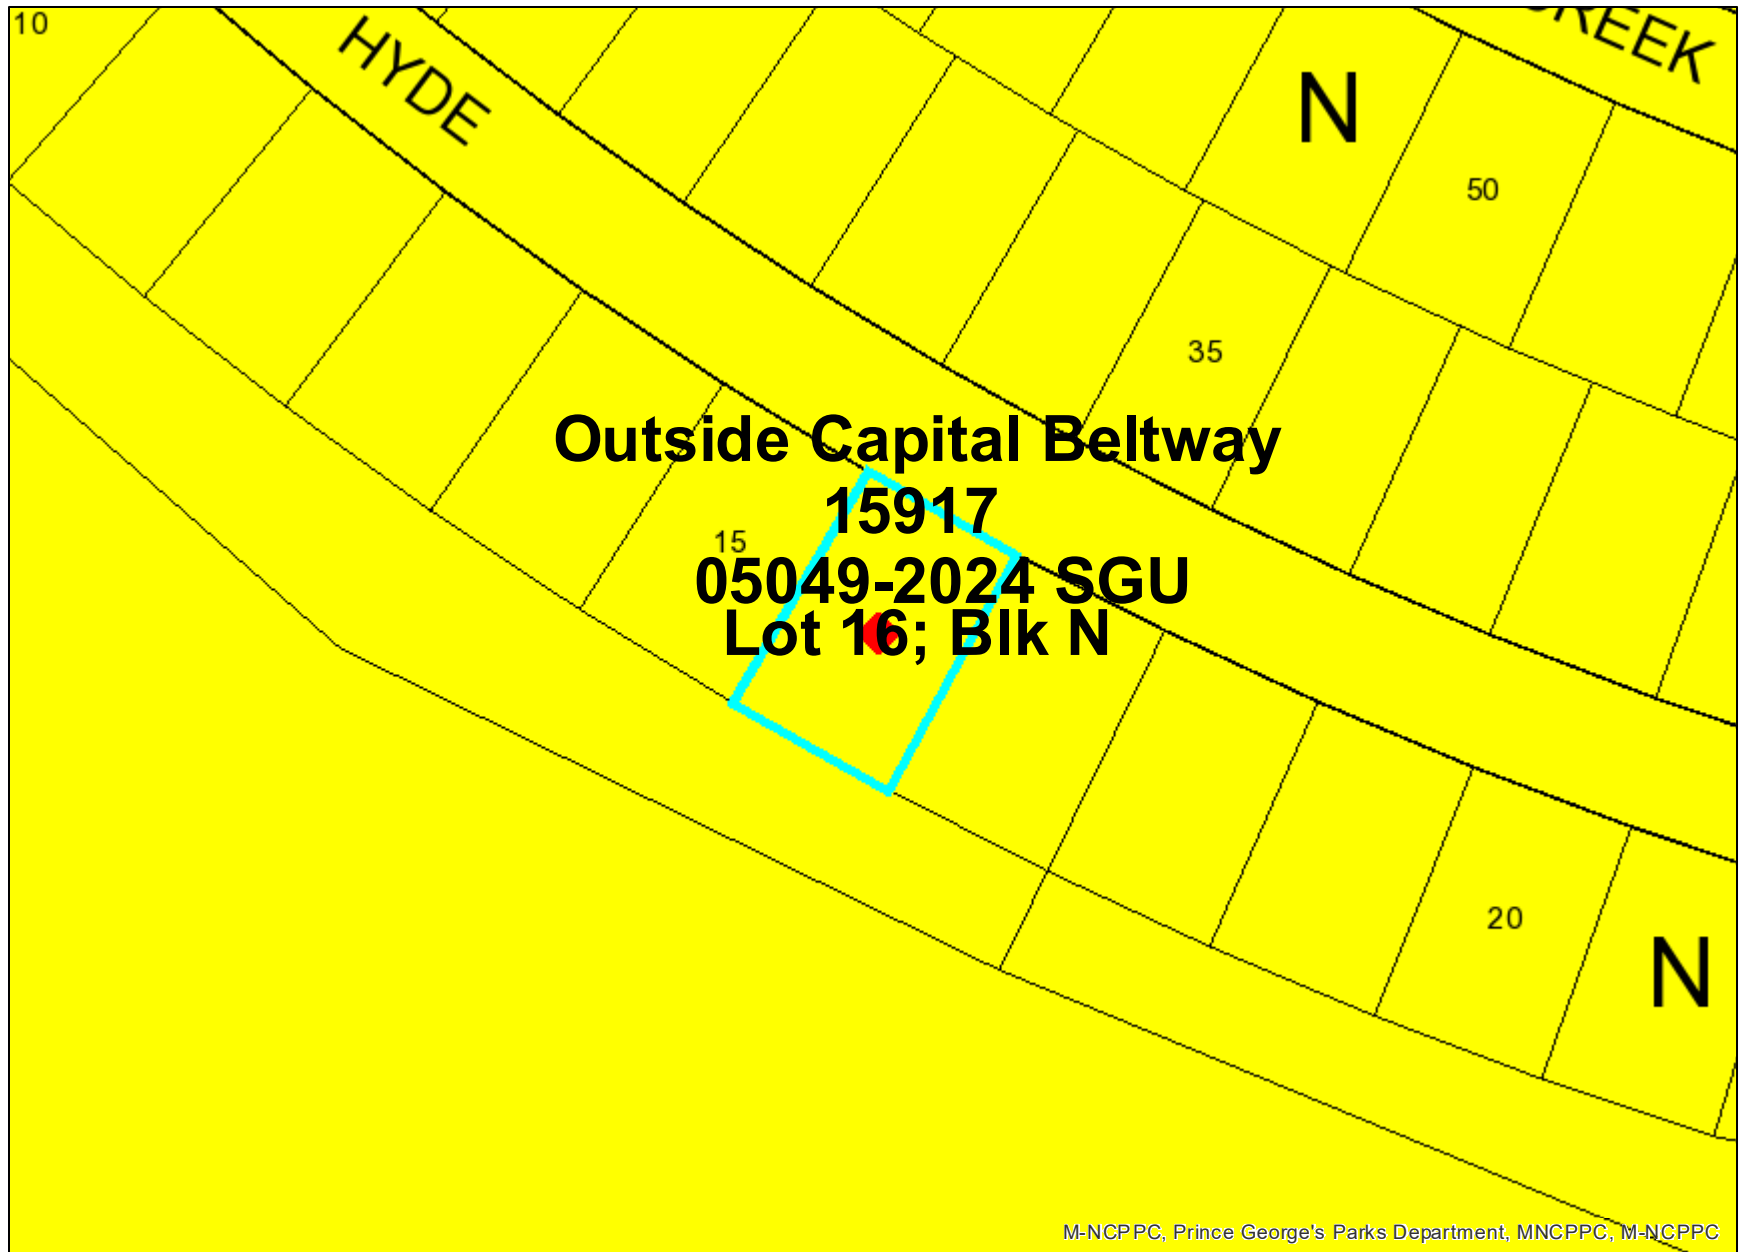 10
HYDE
CREEK
N
50
35
Outside Capital Beltway
15917
15
05049-2024 SGU
Lot 16; Blk N
20
N
M-NCPPC, Prince George's Parks Department, MNCPPC, M-NCPPC